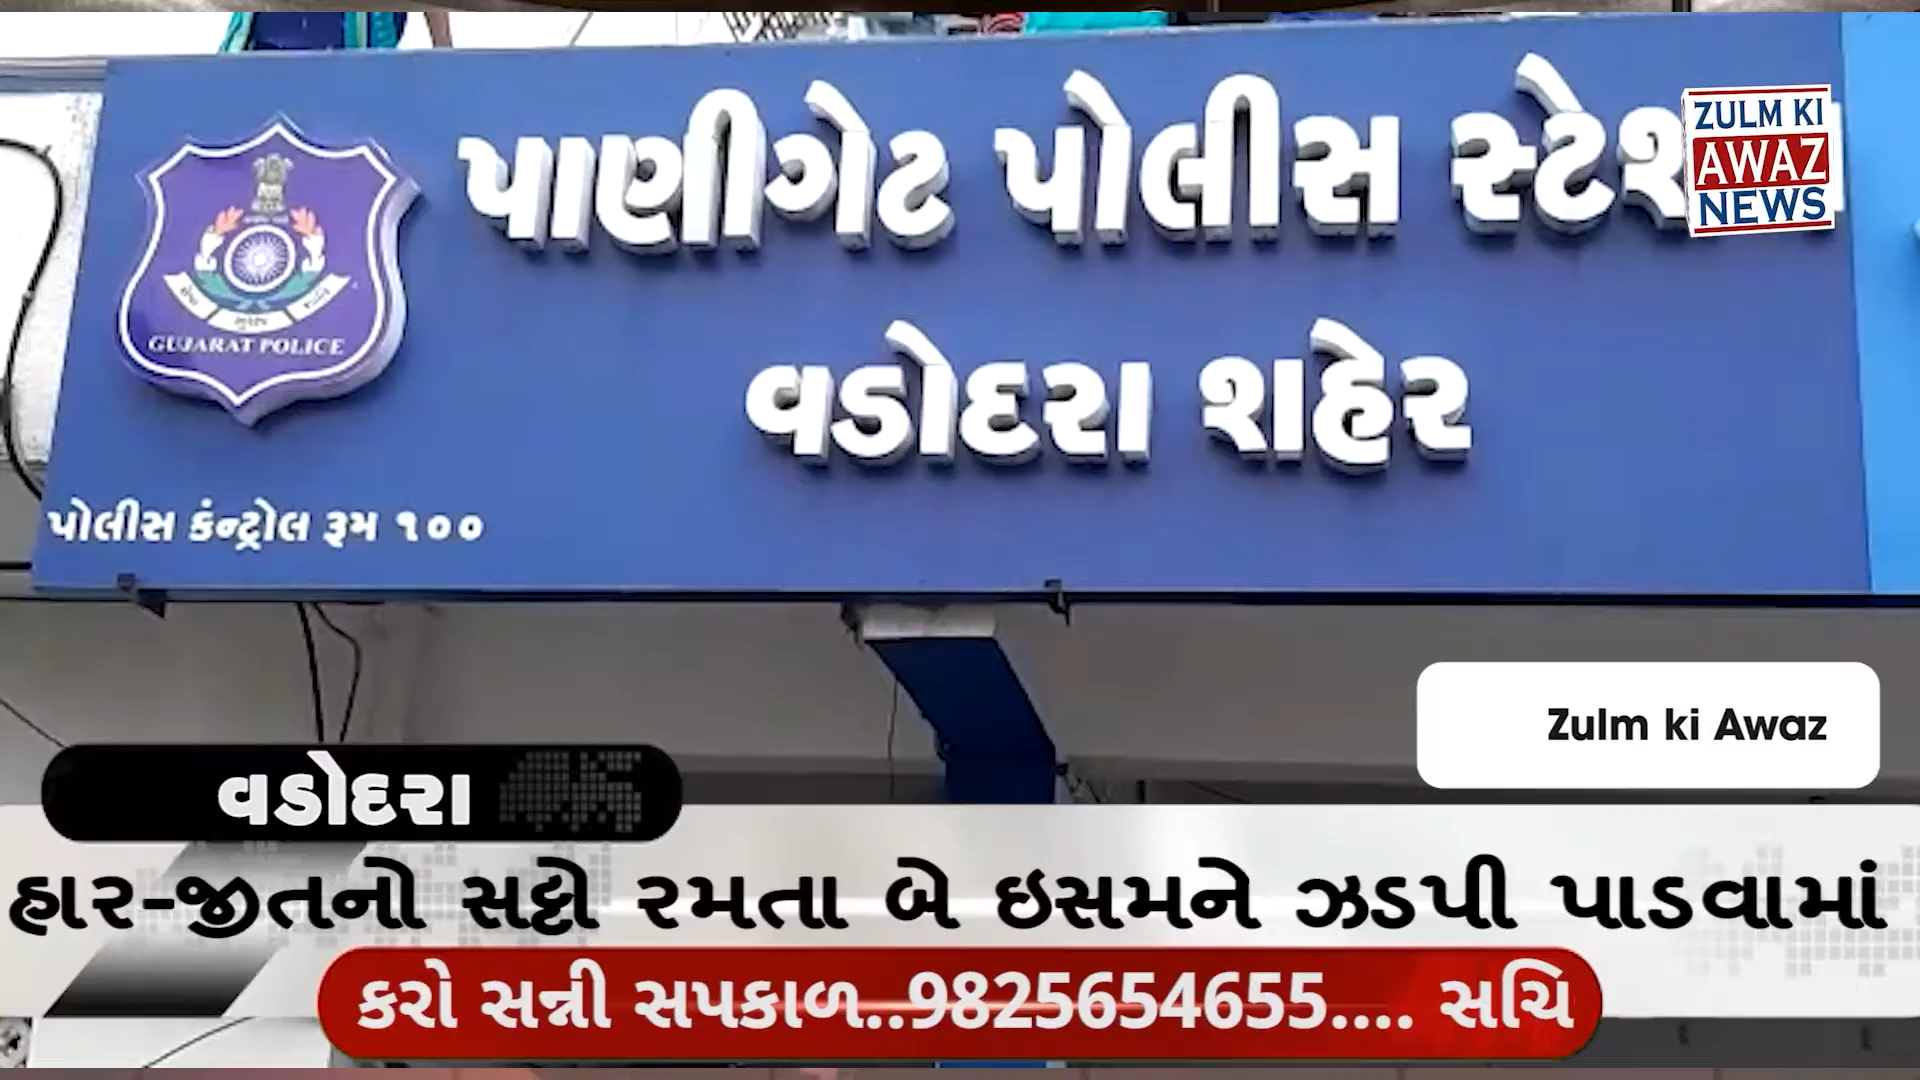 પાણીગેટ પોલીસ
ZULM KI
AWAZ
NEWS
વડોદરા શહેર
GUJARAT POLICE
પોલીસ કંન્ટ્રોલ રૂમ ૧૦૦
Zulm ki Awaz
વડોદરા
હાર-જીતનો સટ્ટો રમતા બે ઇસમને ઝડપી પાડવામાં
કરો સન્ની સપકાળ..9825654655.... સચિ